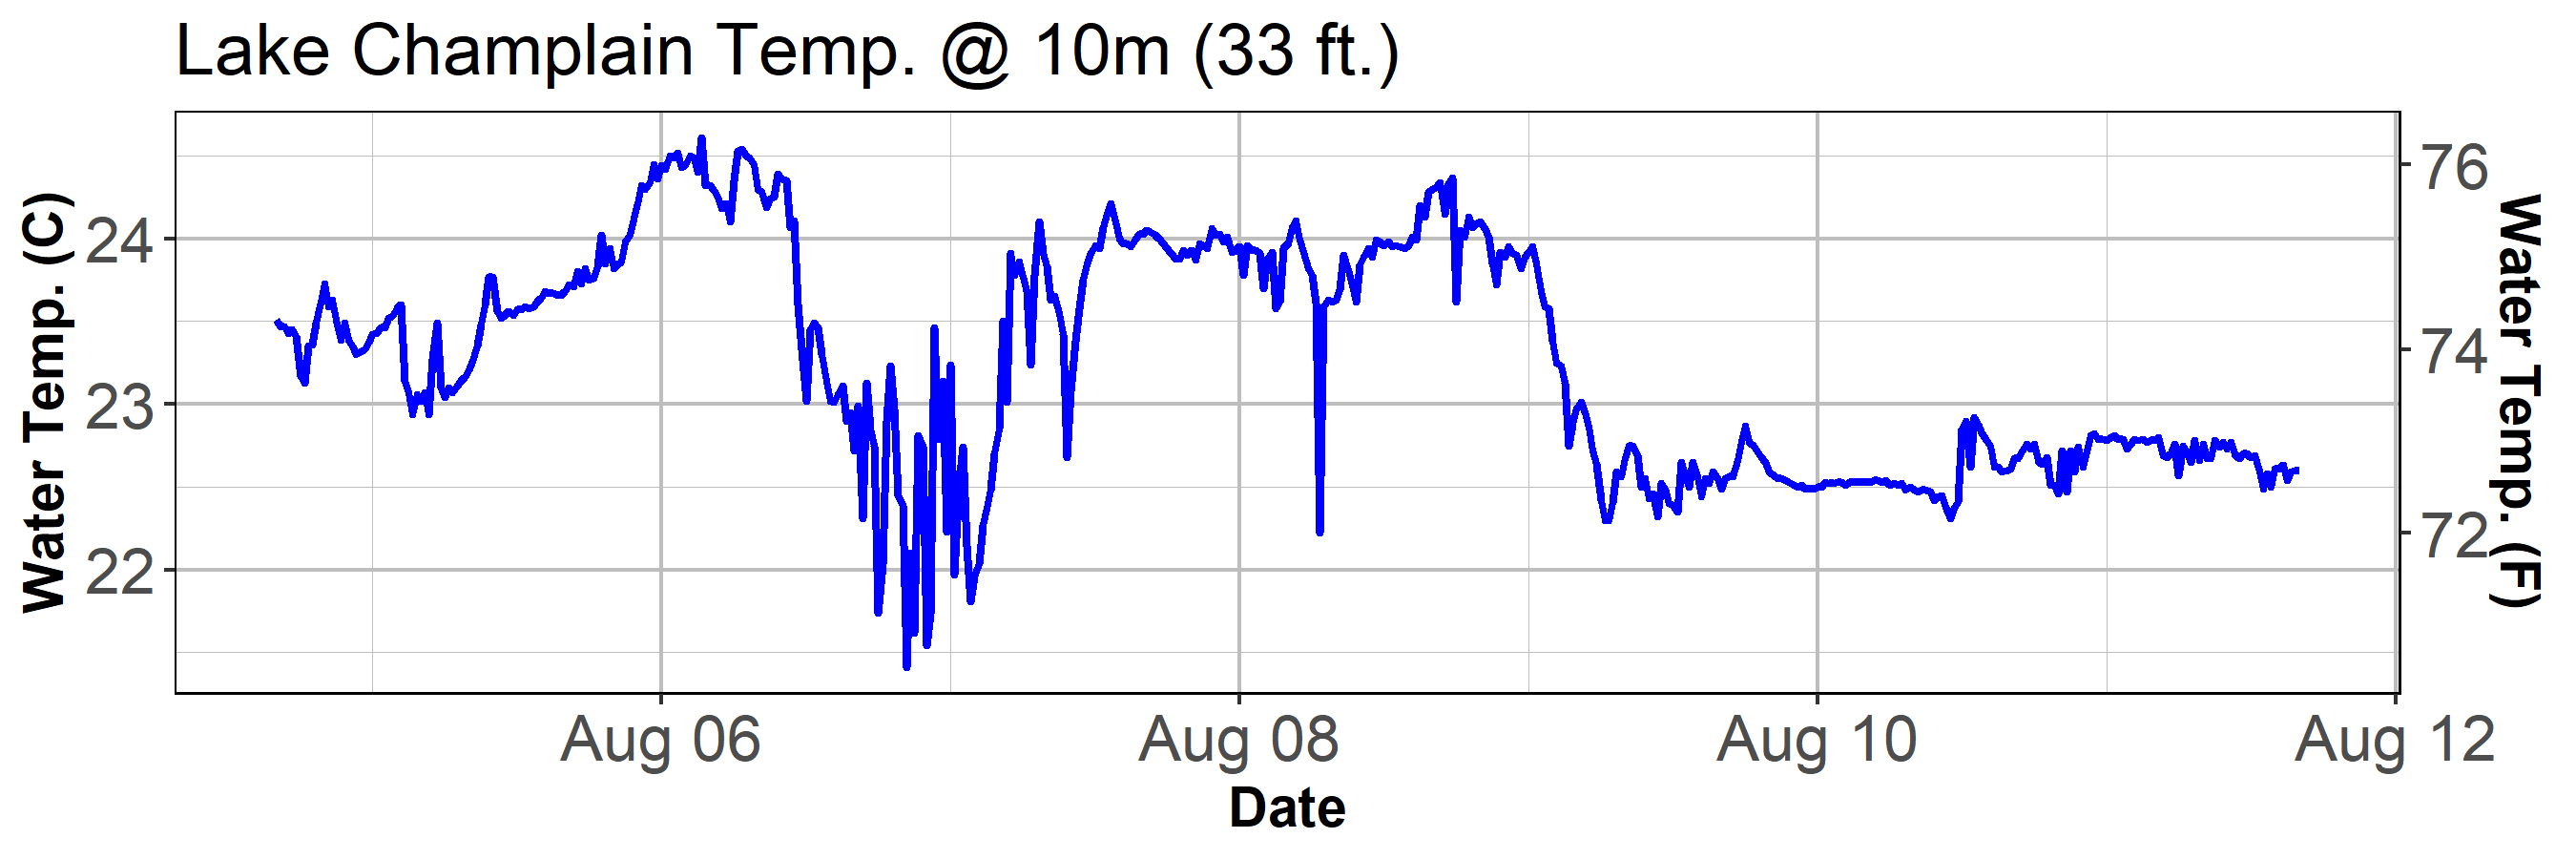 Lake Champlain Temp. @ 10m (33 ft.)
Water Temp. (C)
24
23
22
76
74
72
Water Temp. (F)
Aug 06
Aug 08
Aug 10
Aug 12
Date